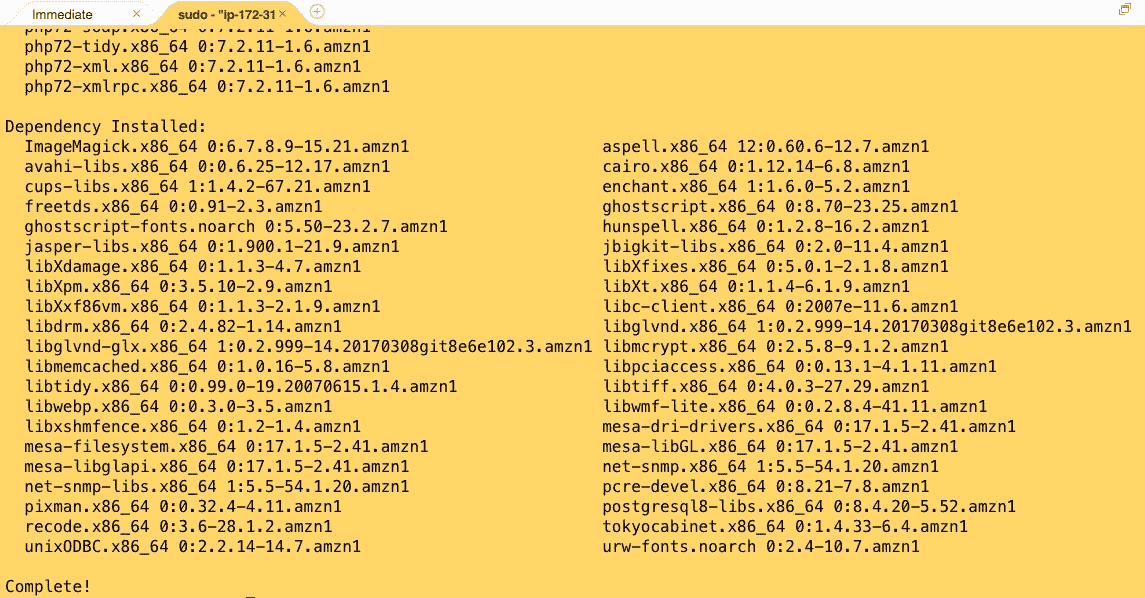 Immediate × sudo - "ip-172-31 ×
php72-tidy.x86_64 0:7.2.11-1.6.amzn1
php72-xml.x86_64 0:7.2.11-1.6.amzn1
php72-xmlrpc.x86_64 0:7.2.11-1.6.amzn1
Dependency Installed:
ImageMagick.x86_64 0:6.7.8.9-15.21.amzn1 aspell.x86_64 12:0.60.6-12.7.amzn1
avahi-libs.x86_64 0:0.6.25-12.17.amzn1 cairo.x86_64 0:1.12.14-6.8.amzn1
cups-libs.x86_64 1:1.4.2-67.21.amzn1 enchant.x86_64 1:1.6.0-5.2.amzn1
freetds.x86_64 0:0.91-2.3.amzn1 ghostscript.x86_64 0:8.70-23.25.amzn1
ghostscript-fonts.noarch 0:5.50-23.2.7.amzn1 hunspell.x86_64 0:1.2.8-16.2.amzn1
jasper-libs.x86_64 0:1.900.1-21.9.amzn1 jbigkit-libs.x86_64 0:2.0-11.4.amzn1
libXdamage.x86_64 0:1.1.3-4.7.amzn1 libXfixes.x86_64 0:5.0.1-2.1.8.amzn1
libXpm.x86_64 0:3.5.10-2.9.amzn1 libXt.x86_64 0:1.1.4-6.1.9.amzn1
libXxf86vm.x86_64 0:1.1.3-2.1.9.amzn1 libc-client.x86_64 0:2007e-11.6.amzn1
libdrm.x86_64 0:2.4.82-1.14.amzn1 libglvnd.x86_64 1:0.2.999-14.20170308git8e6e102.3.amzn1
libglvnd-glx.x86_64 1:0.2.999-14.20170308git8e6e102.3.amzn1 libmcrypt.x86_64 0:2.5.8-9.1.2.amzn1
libmemcached.x86_64 0:1.0.16-5.8.amzn1 libpciaccess.x86_64 0:0.13.1-4.1.11.amzn1
libtidy.x86_64 0:0.99.0-19.20070615.1.4.amzn1 libtiff.x86_64 0:4.0.3-27.29.amzn1
libwebp.x86_64 0:0.3.0-3.5.amzn1 libwmf-lite.x86_64 0:0.2.8.4-41.11.amzn1
libxshmfence.x86_64 0:1.2-1.4.amzn1 mesa-dri-drivers.x86_64 0:17.1.5-2.41.amzn1
mesa-filesystem.x86_64 0:17.1.5-2.41.amzn1 mesa-libGL.x86_64 0:17.1.5-2.41.amzn1
mesa-libglapi.x86_64 0:17.1.5-2.41.amzn1 net-snmp.x86_64 1:5.5-54.1.20.amzn1
net-snmp-libs.x86_64 1:5.5-54.1.20.amzn1 pcre-devel.x86_64 0:8.21-7.8.amzn1
pixman.x86_64 0:0.32.4-4.11.amzn1 postgresql8-libs.x86_64 0:8.4.20-5.52.amzn1
recode.x86_64 0:3.6-28.1.2.amzn1 tokyocabinet.x86_64 0:1.4.33-6.4.amzn1
unixODBC.x86_64 0:2.2.14-14.7.amzn1 urw-fonts.noarch 0:2.4-10.7.amzn1
Complete!